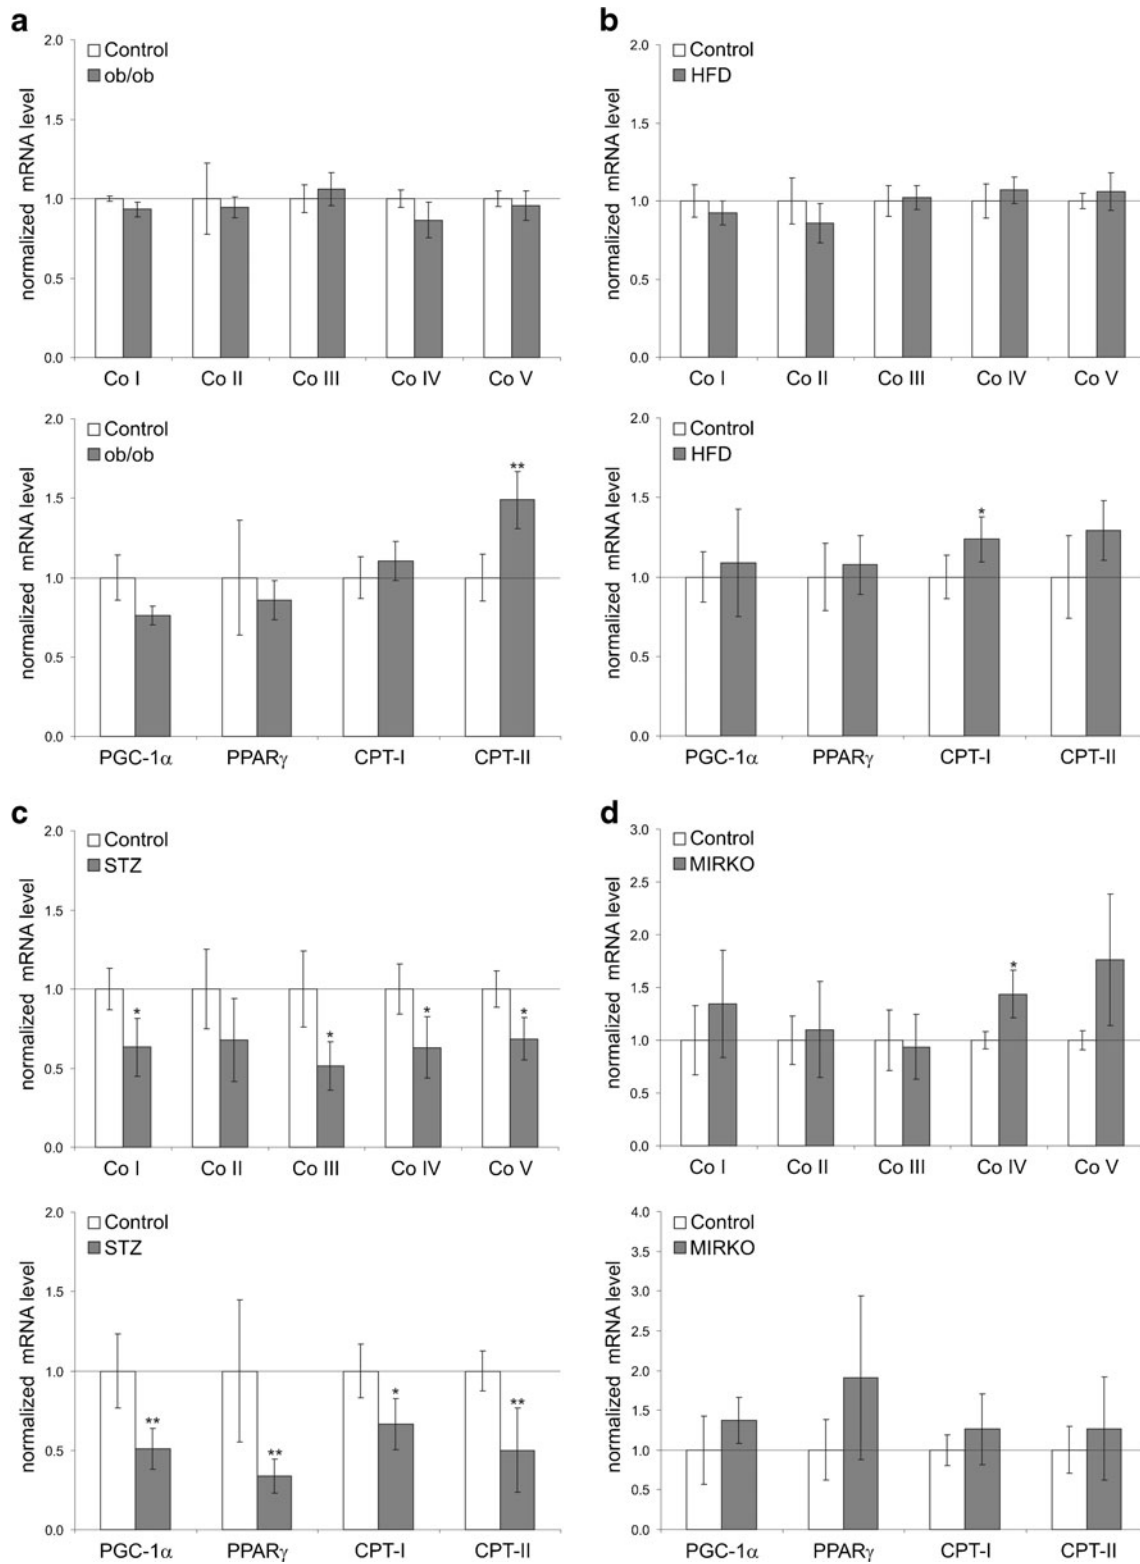 a
2.0
1.5
1.0
0.5
0.0
normalized mRNA level
Control
ob/ob
Co I Co II Co III Co IV Co V
2.0
1.5
1.0
0.5
0.0
normalized mRNA level
Control
ob/ob
**
PGC-1α PPARγ CPT-I CPT-II
b
2.0
1.5
1.0
0.5
0.0
normalized mRNA level
Control
HFD
Co I Co II Co III Co IV Co V
2.0
1.5
1.0
0.5
0.0
normalized mRNA level
Control
HFD
*
PGC-1α PPARγ CPT-I CPT-II
c
2.0
1.5
1.0
0.5
0.0
normalized mRNA level
Control
STZ
* * * *
Co I Co II Co III Co IV Co V
2.0
1.5
1.0
0.5
0.0
normalized mRNA level
Control
STZ
** ** * **
PGC-1α PPARγ CPT-I CPT-II
d
3.0
2.5
2.0
1.5
1.0
0.5
0.0
normalized mRNA level
Control
MIRKO
*
Co I Co II Co III Co IV Co V
4.0
3.5
3.0
2.5
2.0
1.5
1.0
0.5
0.0
normalized mRNA level
Control
MIRKO
PGC-1α PPARγ CPT-I CPT-II